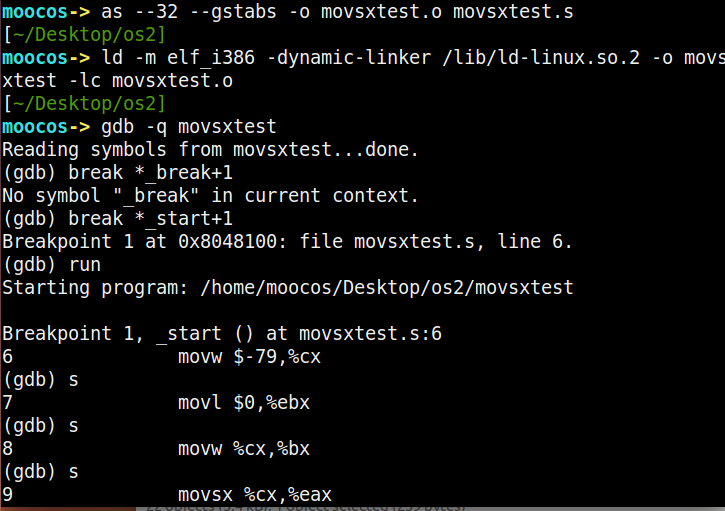 moocos-> as --32 --gstabs -o movsxtest.o movsxtest.s
[~/Desktop/os2]
moocos-> ld -m elf_i386 -dynamic-linker /lib/ld-linux.so.2 -o movs
xtest -lc movsxtest.o
[~/Desktop/os2]
moocos-> gdb -q movsxtest
Reading symbols from movsxtest...done.
(gdb) break *_break+1
No symbol "_break" in current context.
(gdb) break *_start+1
Breakpoint 1 at 0x8048100: file movsxtest.s, line 6.
(gdb) run
Starting program: /home/moocos/Desktop/os2/movsxtest
Breakpoint 1, _start () at movsxtest.s:6
6 movw $-79,%cx
(gdb) s
7 movl $0,%ebx
(gdb) s
8 movw %cx,%bx
(gdb) s
9 movsx %cx,%eax